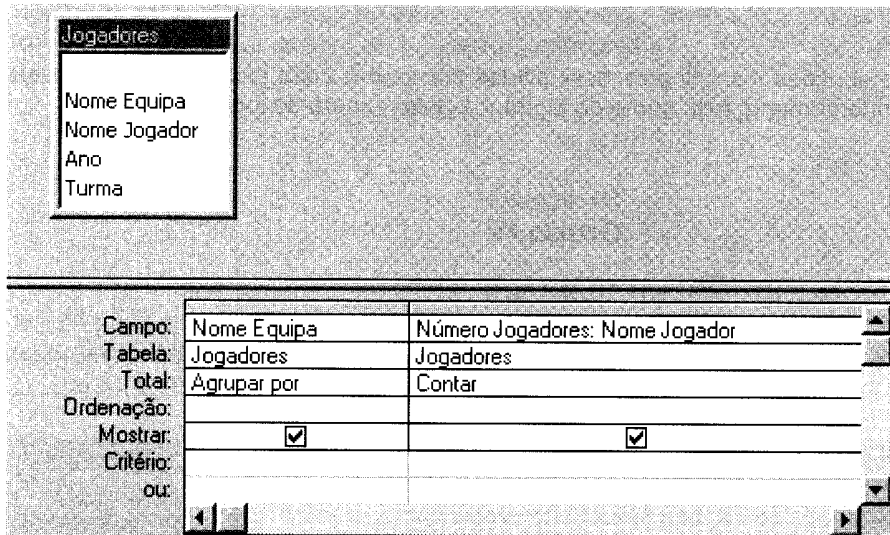 Jogadores
Nome Equipa
Nome Jogador
Ano
Turma
Campo: Nome Equipa Número Jogadores: Nome Jogador
Tabela: Jogadores Jogadores
Total: Agrupar por Contar
Ordenação:
Mostrar:
Critério:
ou: